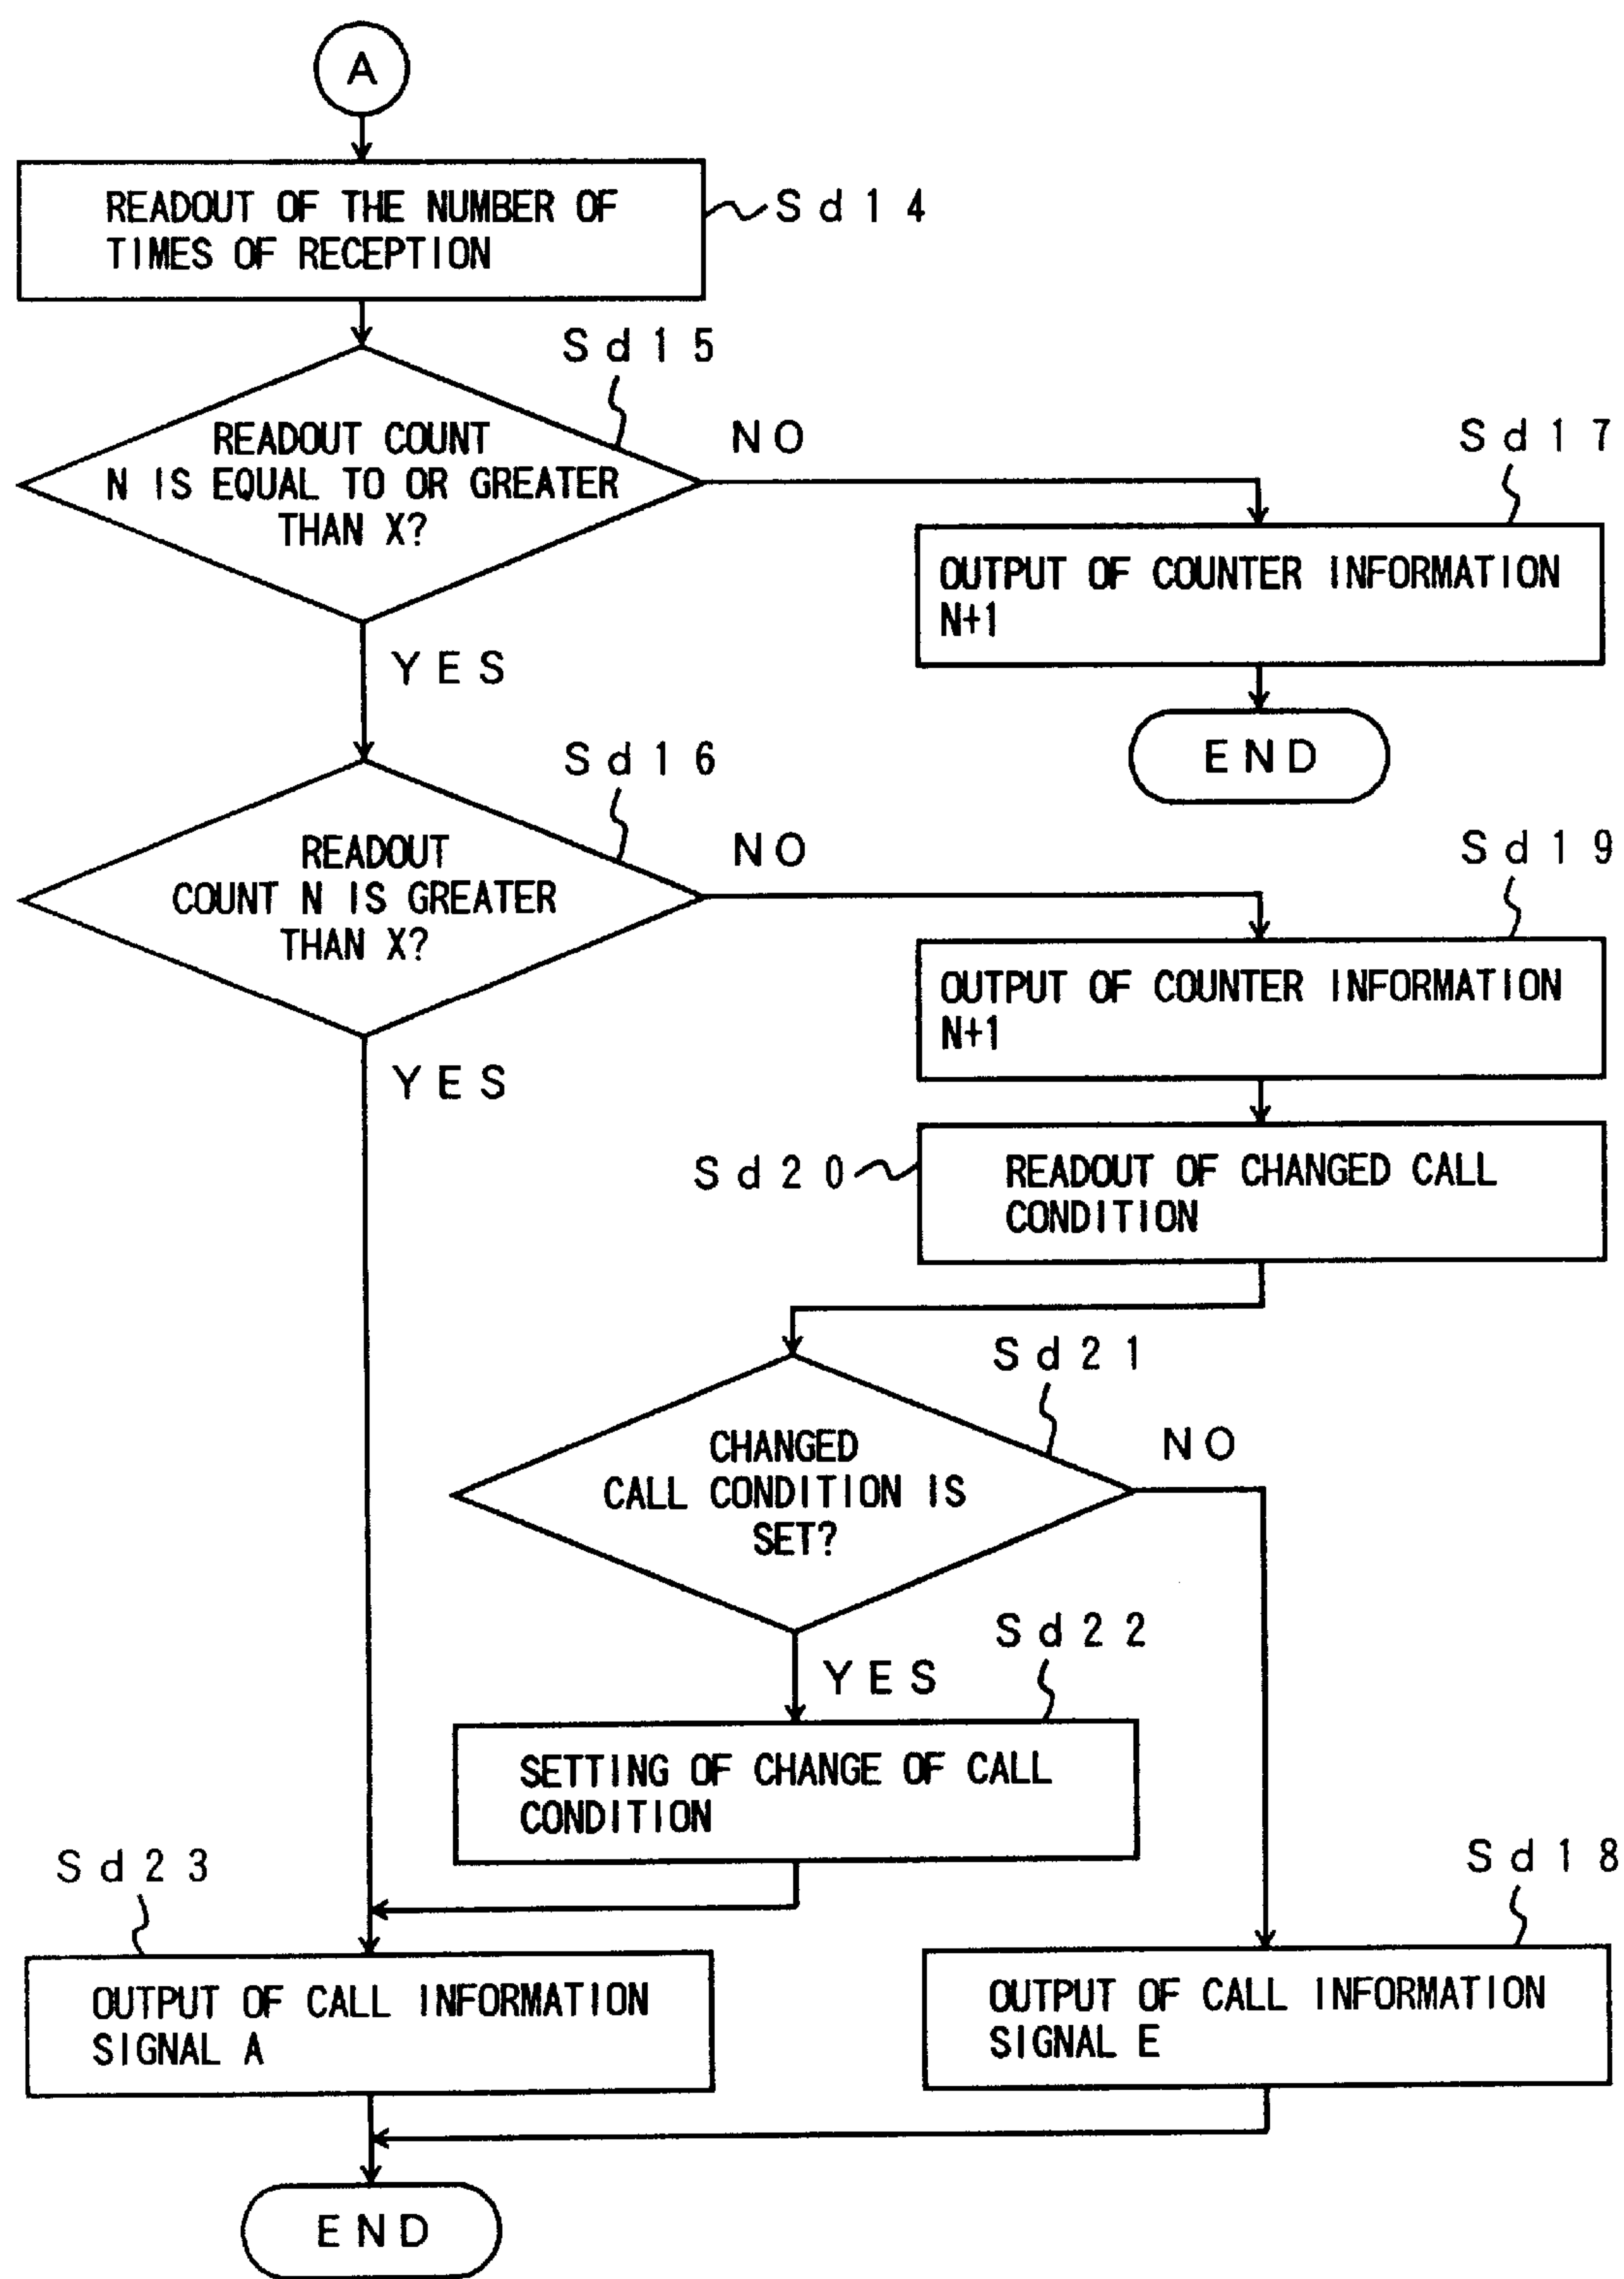 A
READOUT OF THE NUMBER OF
TIMES OF RECEPTION
Sd14
Sd15
READOUT COUNT
N IS EQUAL TO OR GREATER
THAN X?
NO
Sd17
OUTPUT OF COUNTER INFORMATION
N+1
END
YES
Sd16
READOUT
COUNT N IS GREATER
THAN X?
NO
Sd19
OUTPUT OF COUNTER INFORMATION
N+1
YES
Sd20
READOUT OF CHANGED CALL
CONDITION
Sd21
CHANGED
CALL CONDITION IS
SET?
NO
YES
Sd22
SETTING OF CHANGE OF CALL
CONDITION
Sd23
OUTPUT OF CALL INFORMATION
SIGNAL A
Sd18
OUTPUT OF CALL INFORMATION
SIGNAL E
END